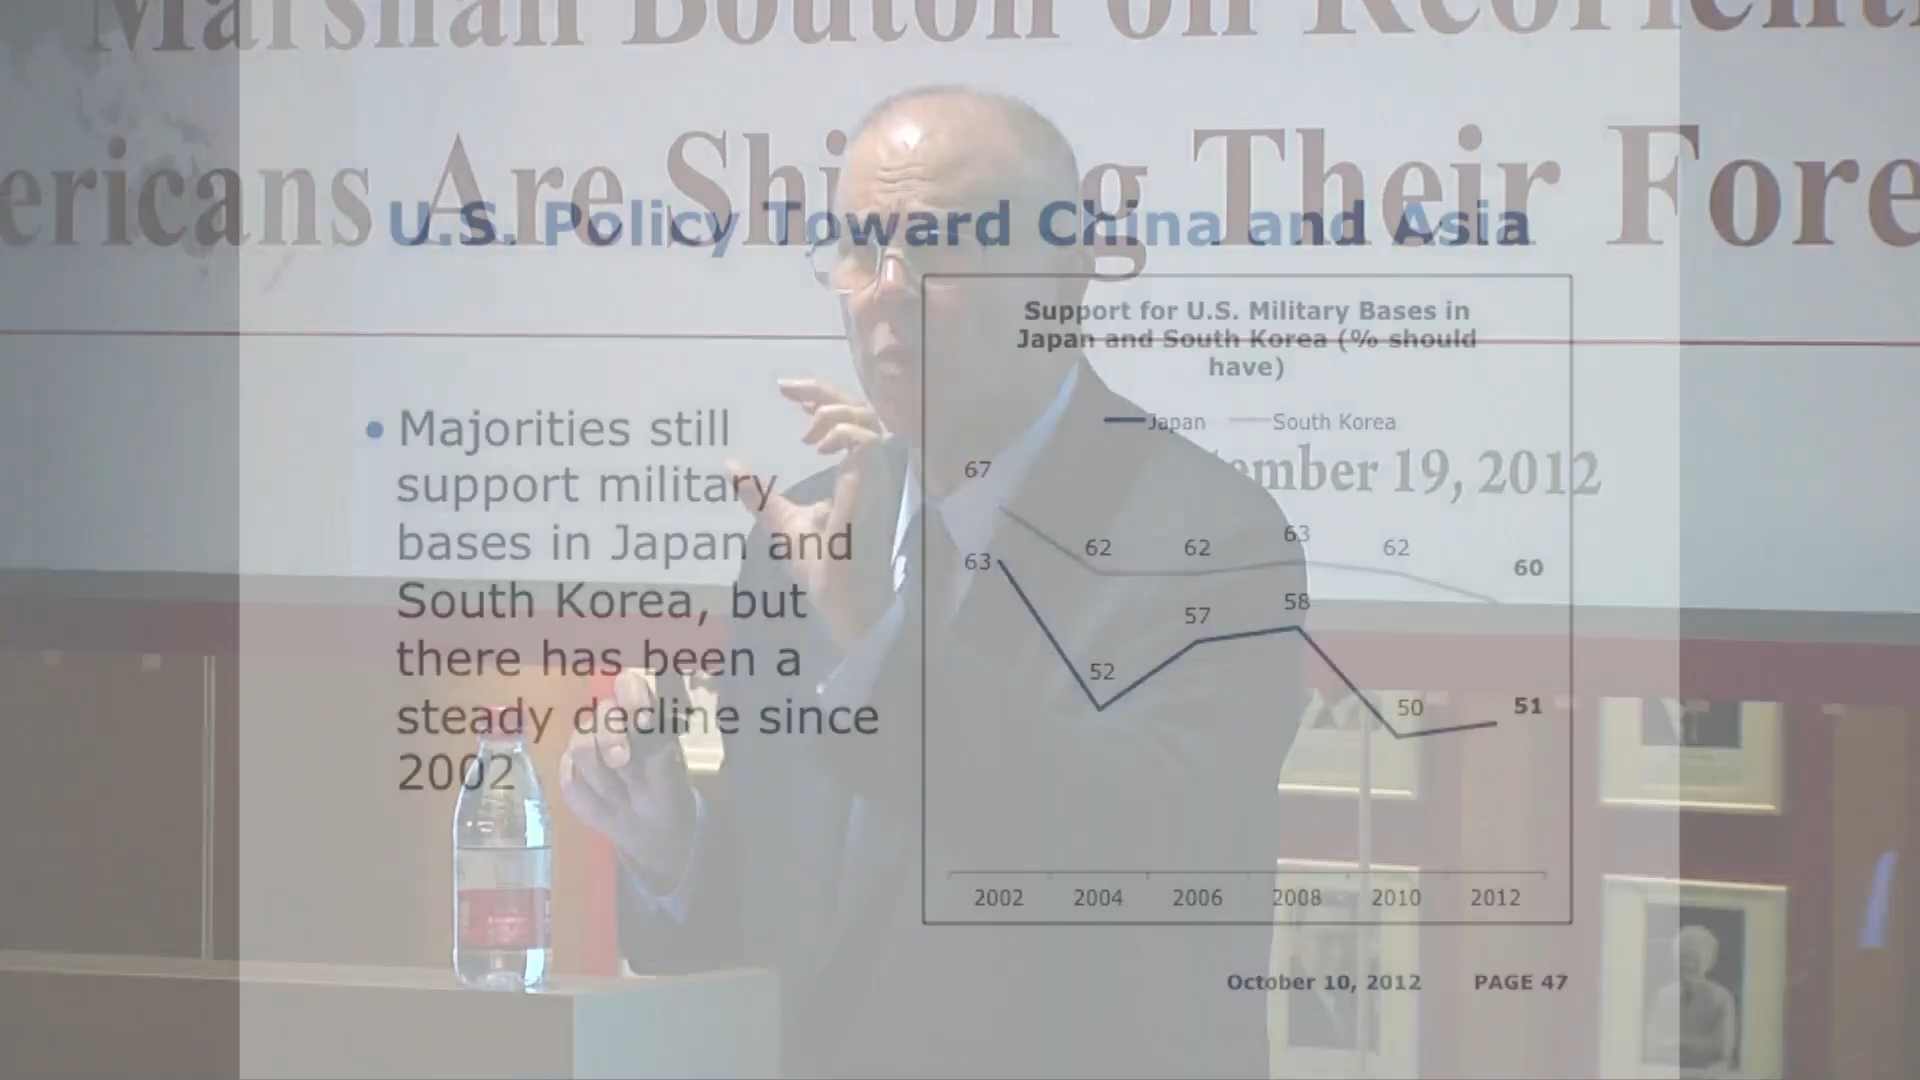 Marshall Bouton on Reorient
ericans Are Shi g Their Fore
ember 19, 2012
U.S. Policy Toward China and Asia
• Majorities still
support military
bases in Japan and
South Korea, but
there has been a
steady decline since
2002
Support for U.S. Military Bases in
Japan and South Korea (% should
have)
Japan South Korea
67
63
62 62 63 62 60
52 57 58 50 51
2002 2004 2006 2008 2010 2012
October 10, 2012 PAGE 47